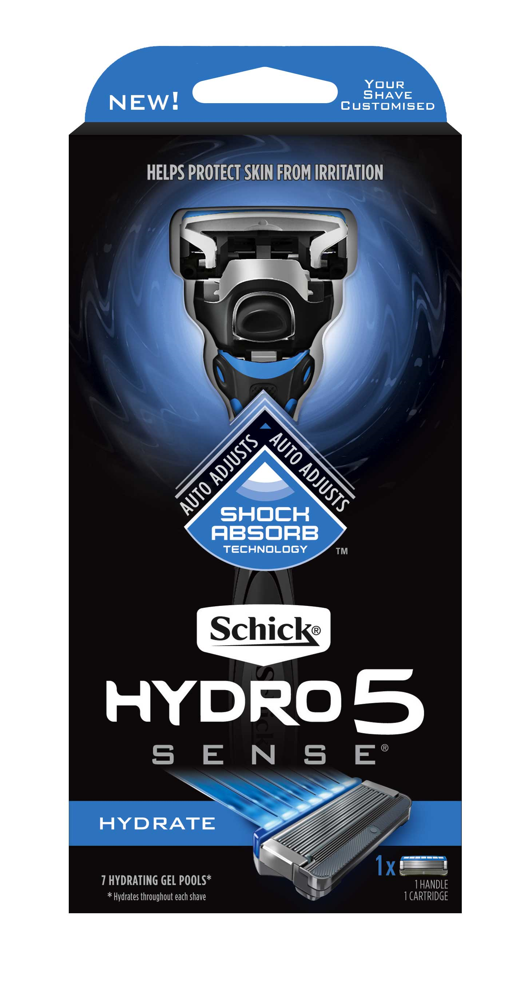 NEW!
YOUR
SHAVE
CUSTOMISED
HELPS PROTECT SKIN FROM IRRITATION
AUTO ADJUSTS
AUTO ADJUSTS
SHOCK
ABSORB
TECHNOLOGY
TM
Schick®
Schick
HYDRO 5
SENSE®
HYDRATE
7 HYDRATING GEL POOLS*
* Hydrates throughout each shave
1x
1 HANDLE
1 CARTRIDGE